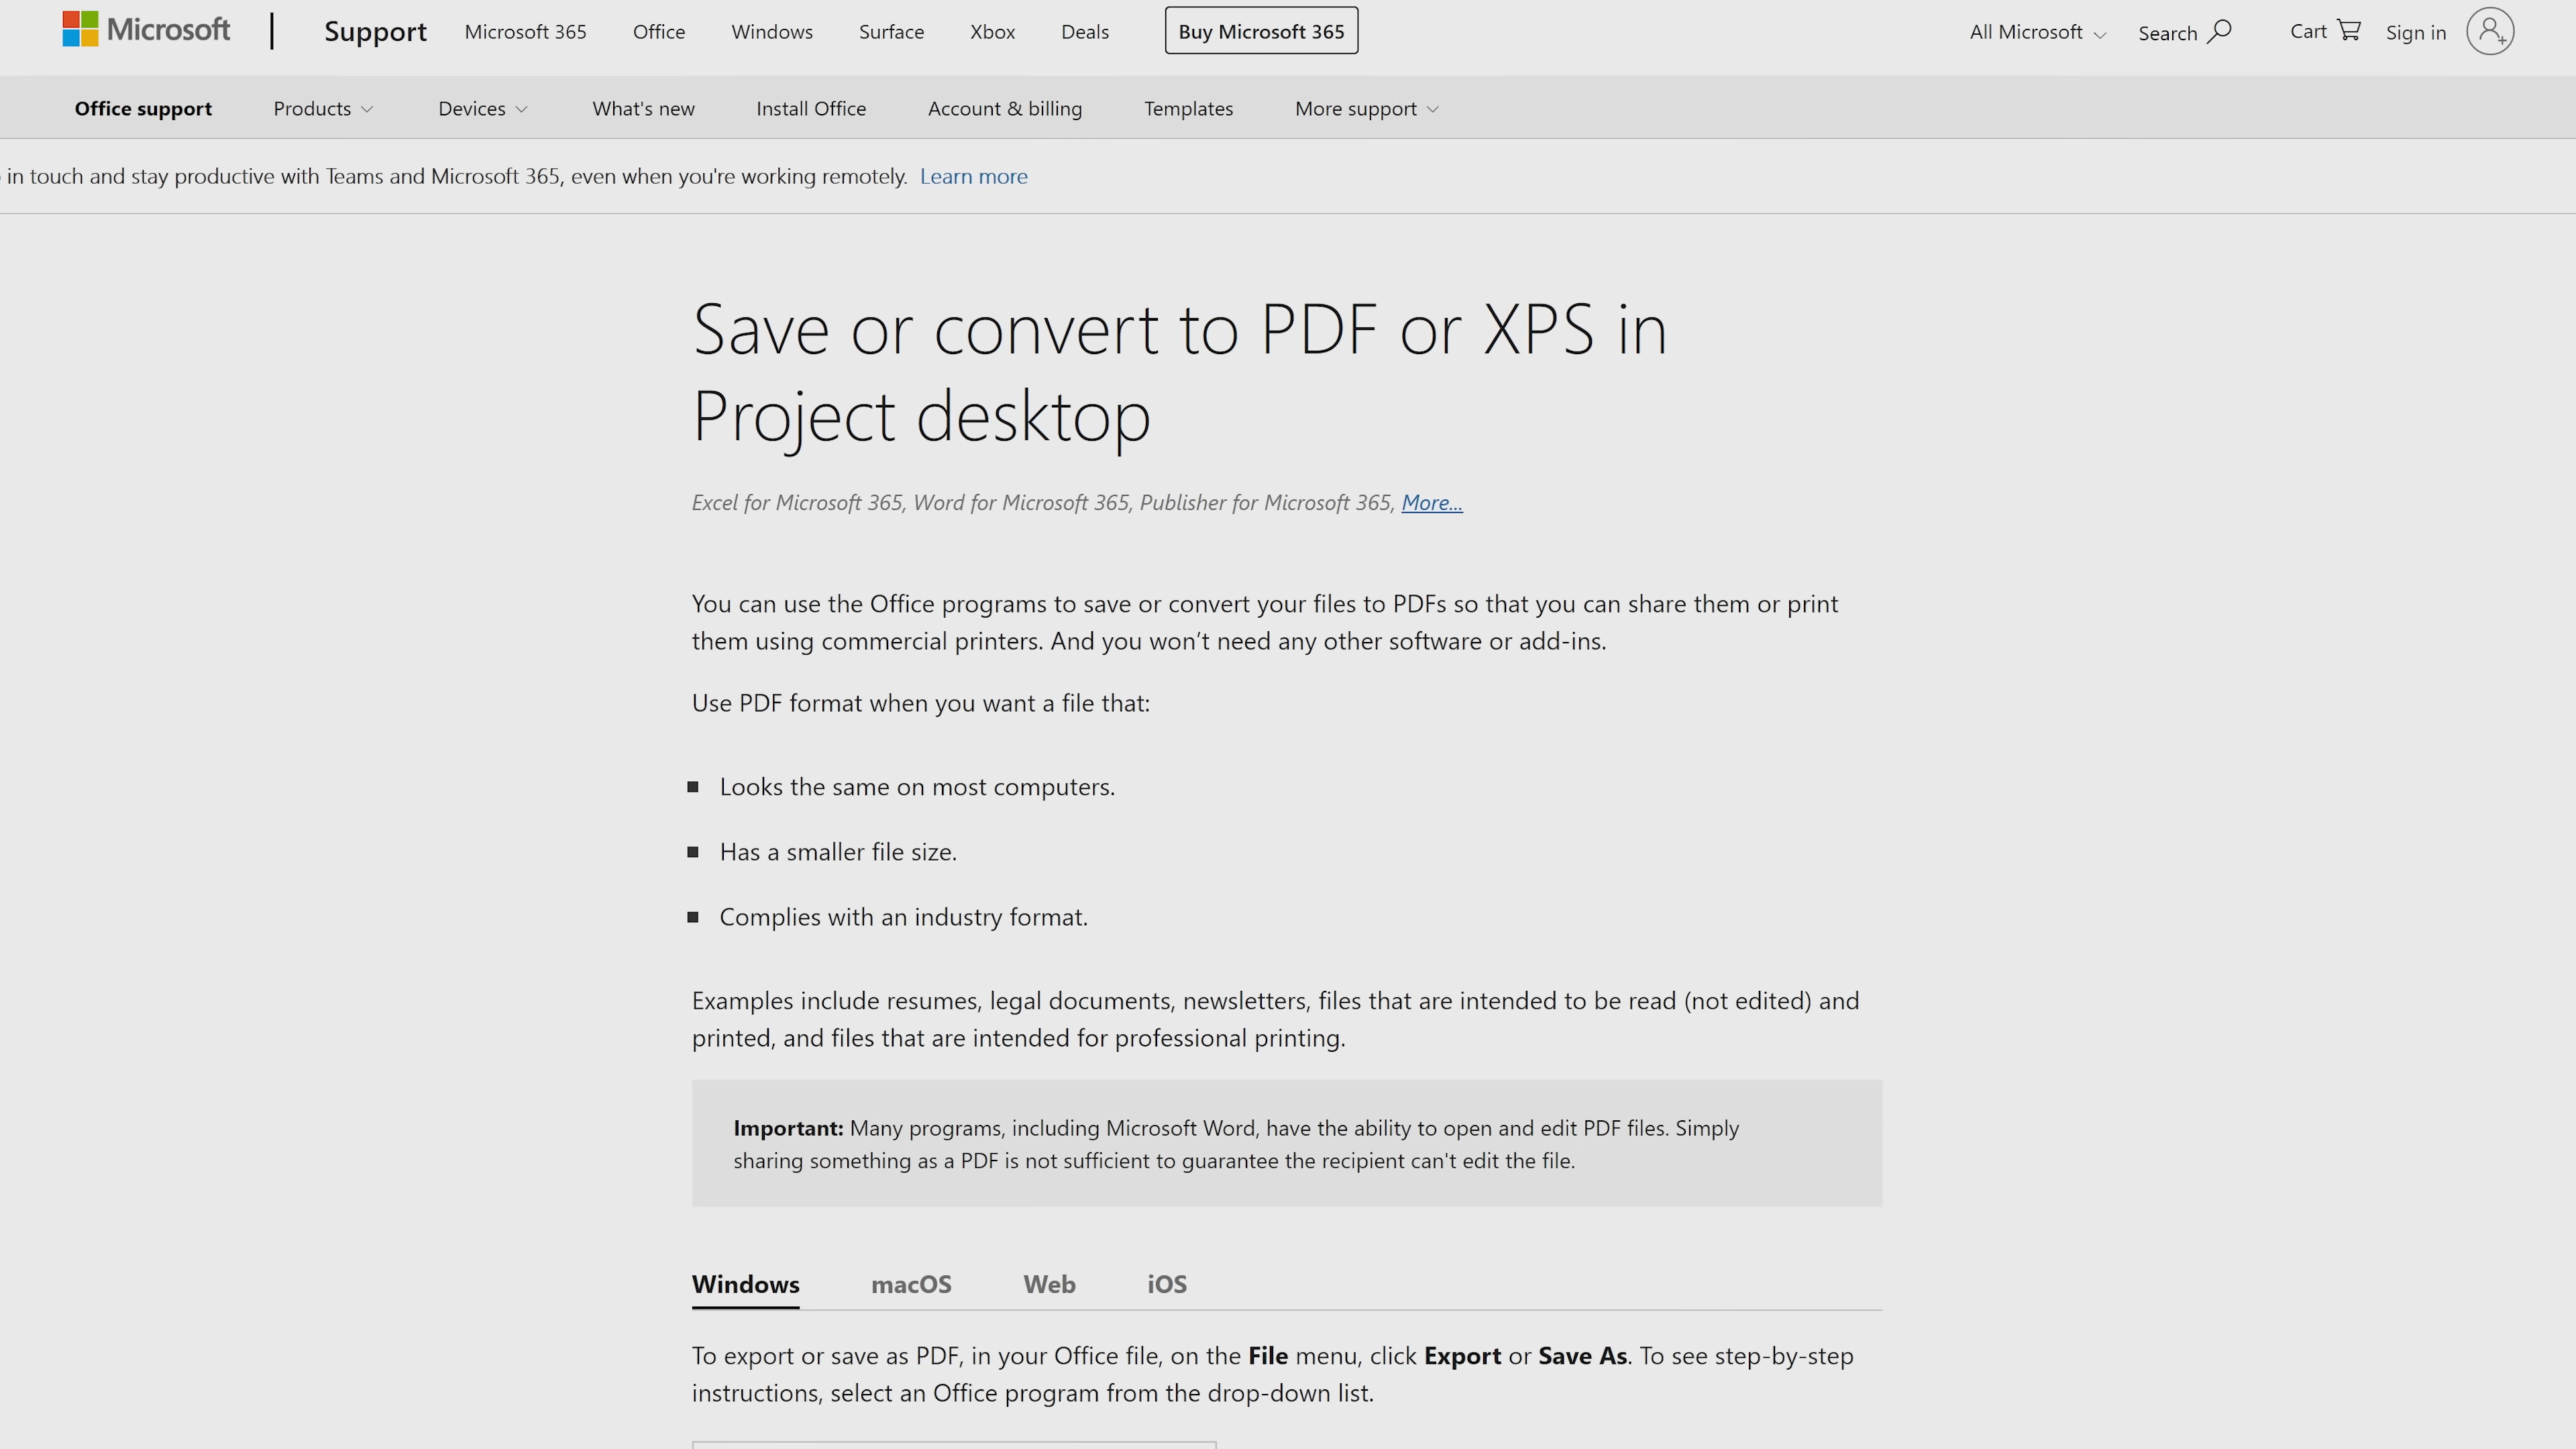 Microsoft Support Microsoft 365 Office Windows Surface Xbox Deals Buy Microsoft 365 All Microsoft Search Cart Sign in
Office support Products Devices What's new Install Office Account & billing Templates More support
in touch and stay productive with Teams and Microsoft 365, even when you're working remotely. Learn more
Save or convert to PDF or XPS in
Project desktop
Excel for Microsoft 365, Word for Microsoft 365, Publisher for Microsoft 365, More...
You can use the Office programs to save or convert your files to PDFs so that you can share them or print
them using commercial printers. And you won’t need any other software or add-ins.
Use PDF format when you want a file that:
Looks the same on most computers.
Has a smaller file size.
Complies with an industry format.
Examples include resumes, legal documents, newsletters, files that are intended to be read (not edited) and
printed, and files that are intended for professional printing.
Important: Many programs, including Microsoft Word, have the ability to open and edit PDF files. Simply
sharing something as a PDF is not sufficient to guarantee the recipient can't edit the file.
Windows macOS Web iOS
To export or save as PDF, in your Office file, on the File menu, click Export or Save As. To see step-by-step
instructions, select an Office program from the drop-down list.